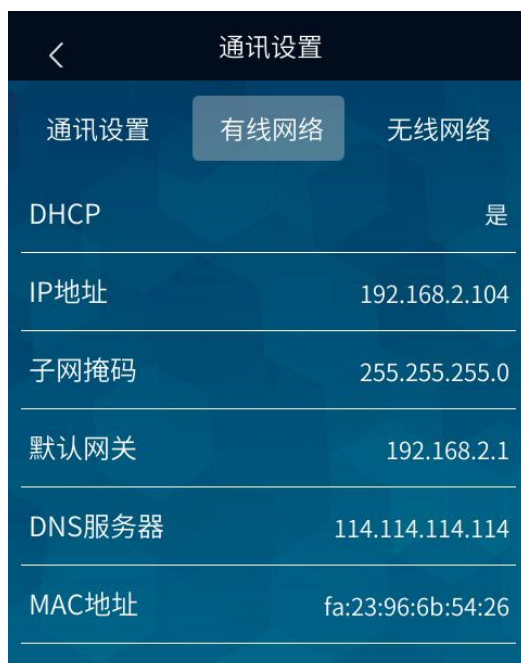 通讯设置
通讯设置 有线网络 无线网络
DHCP 是
IP地址 192.168.2.104
子网掩码 255.255.255.0
默认网关 192.168.2.1
DNS服务器 114.114.114.114
MAC地址 fa:23:96:6b:54:26